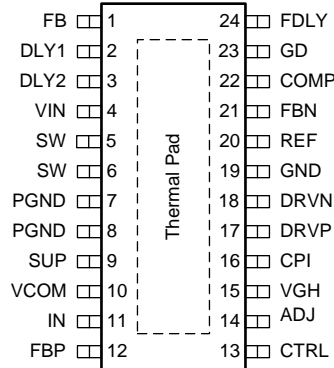 FB 1 24 FDLY
DLY1 2 23 GD
DLY2 3 22 COMP
VIN 4 21 FBN
SW 5 20 REF
SW 6 19 GND
PGND 7 18 DRVN
PGND 8 17 DRVP
SUP 9 16 CPI
VCOM 10 15 VGH
IN 11 14 ADJ
FBP 12 13 CTRL
Thermal Pad